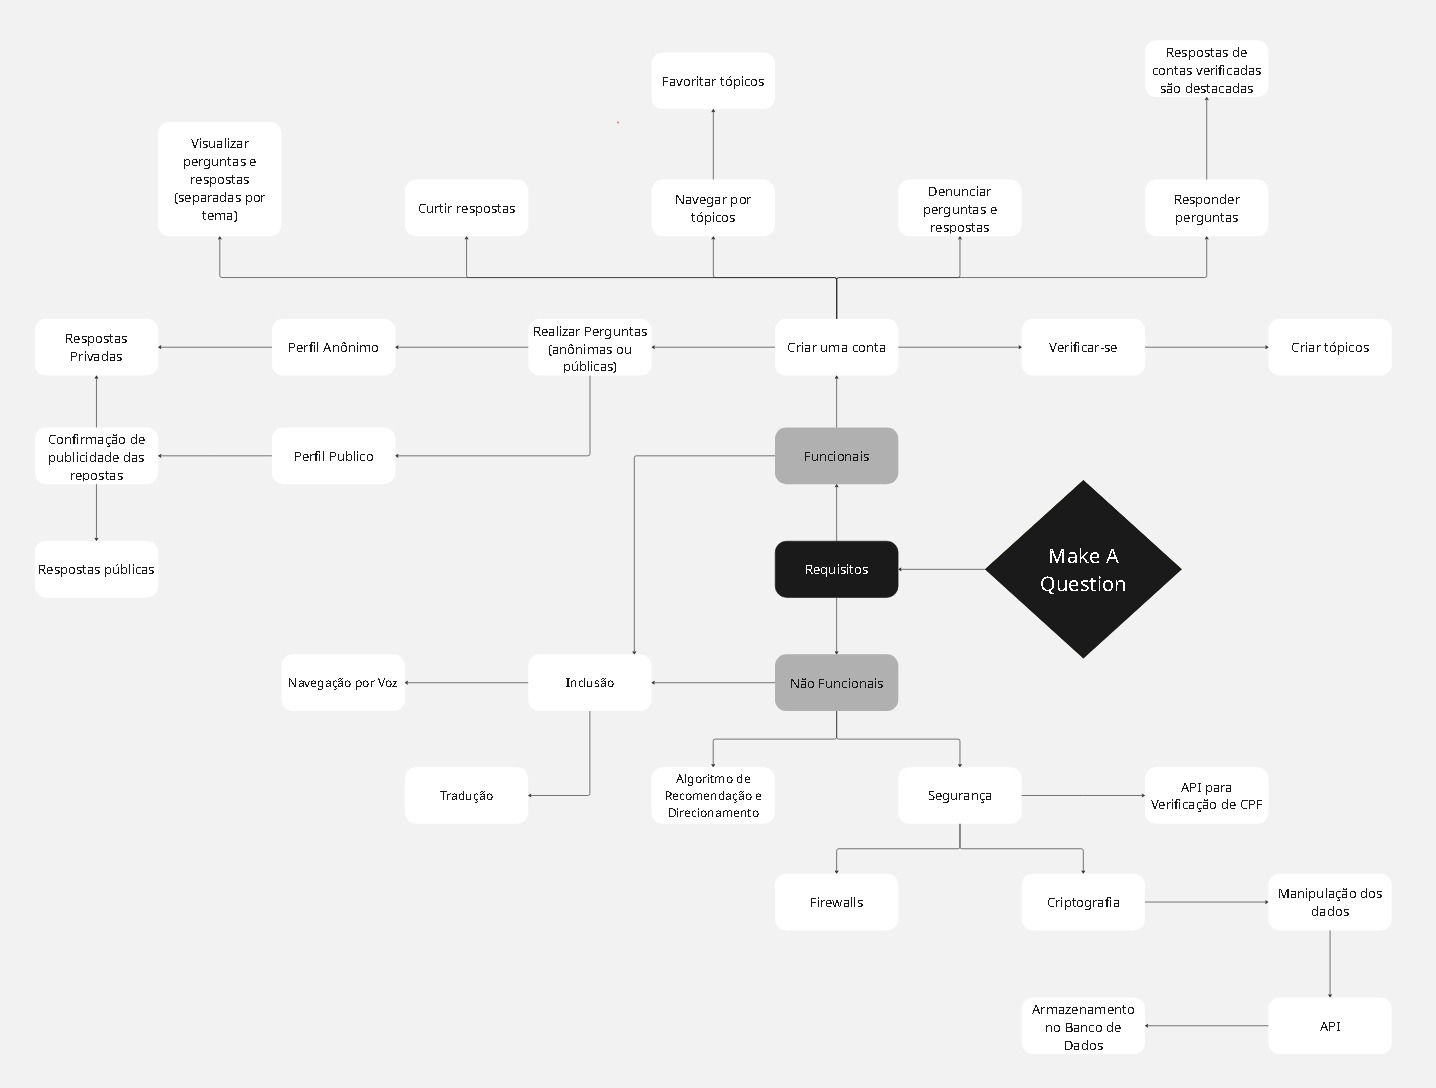 Respostas de
contas verificadas
são destacadas
Favoritar tópicos
Visualizar
perguntas e
respostas
(separadas por
tema)
Curtir respostas
Navegar por
tópicos
Denunciar
perguntas e
respostas
Responder
perguntas
Respostas
Privadas
Perfil Anônimo
Realizar Perguntas
(anônimas ou
públicas)
Criar uma conta
Verificar-se
Criar tópicos
Confirmação de
publicidade das
repostas
Perfil Publico
Funcionais
Respostas públicas
Requisitos
Make A
Question
Navegação por Voz
Inclusão
Não Funcionais
Tradução
Algoritmo de
Recomendação e
Direcionamento
Segurança
API para
Verificação de CPF
Firewalls
Criptografia
Manipulação dos
dados
Armazenamento
no Banco de
Dados
API